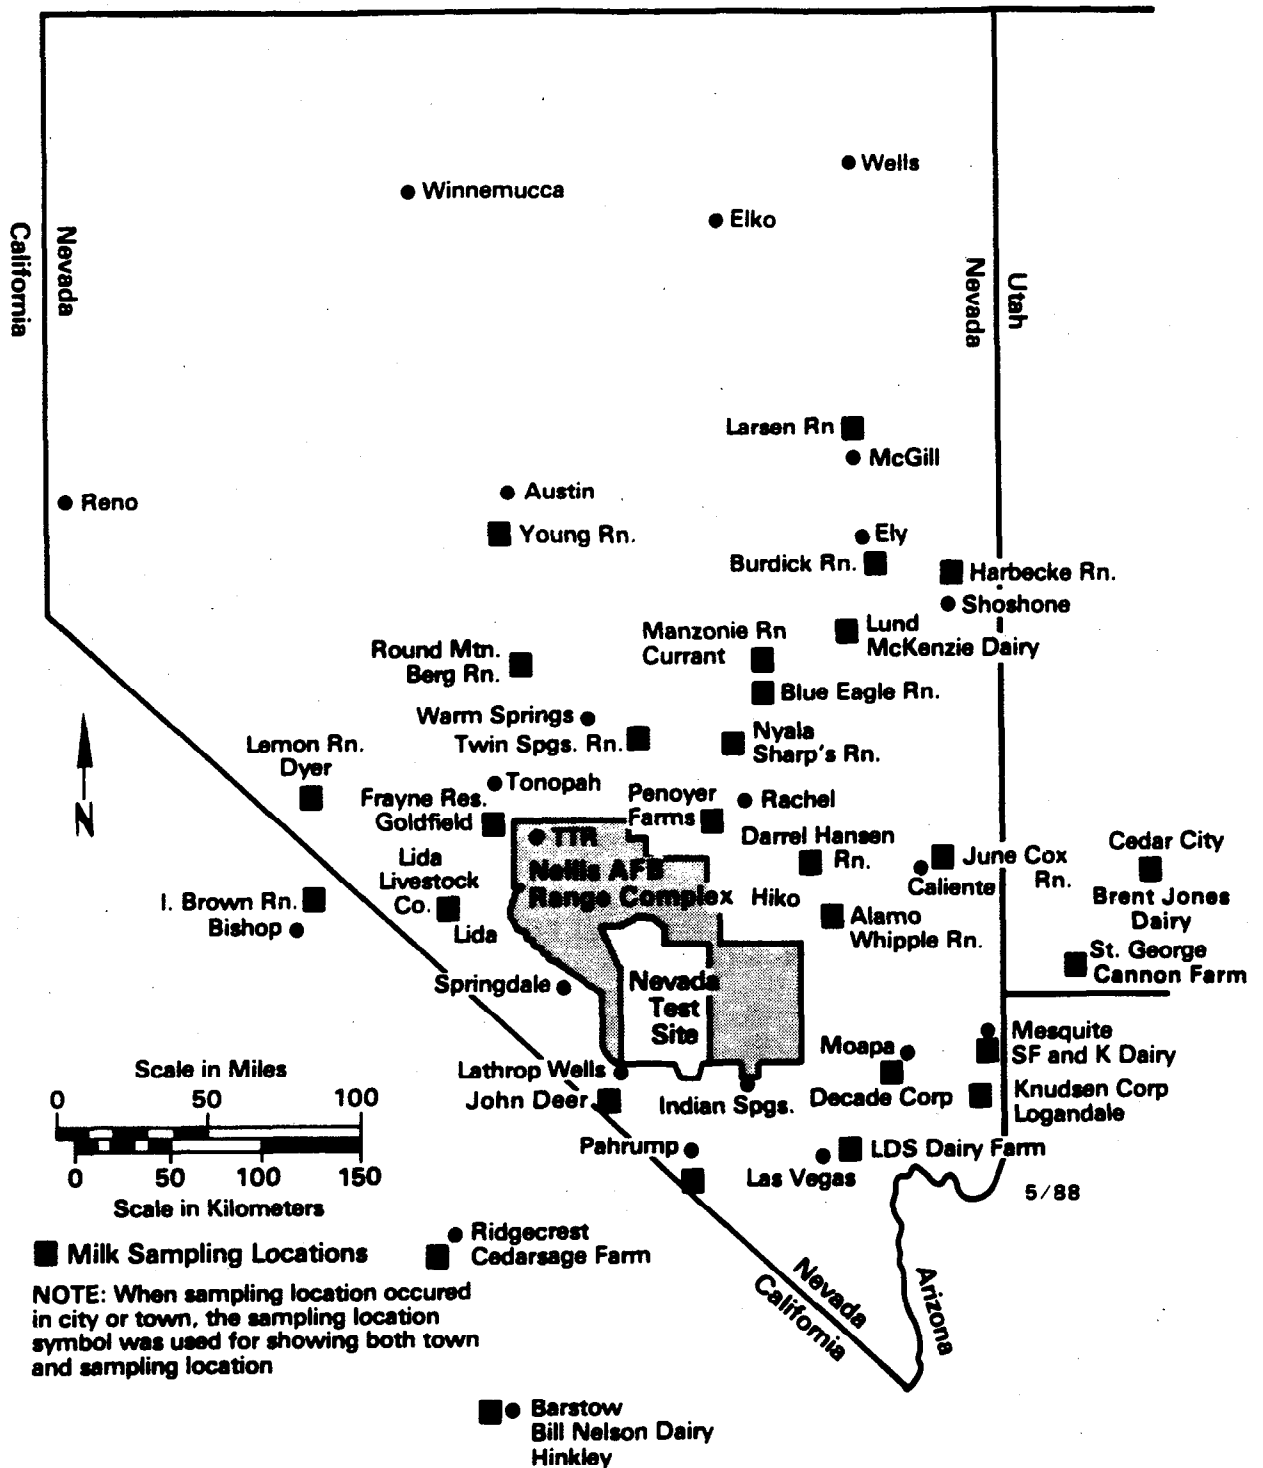 Wells
Winnemucca
Elko
California
Nevada
Nevada
Utah
Larsen Rn
McGill
Reno
Austin
Young Rn.
Ely
Burdick Rn.
Harbecke Rn.
Shoshone
Lund
McKenzie Dairy
Manzonie Rn
Currant
Round Mtn.
Berg Rn.
Blue Eagle Rn.
Warm Springs
Twin Spgs. Rn.
Nyala
Sharp's Rn.
Lemon Rn.
Dyer
N
Tonopah
Frayne Res.
Goldfield
Penoyer
Farms
Rachel
TTR
Nellis AFB
Range Complex
Darrel Hansen
Rn.
Hiko
June Cox
Rn.
Caliente
Cedar City
Brent Jones
Dairy
Lida
Livestock
Co.
Lida
I. Brown Rn.
Bishop
Alamo
Whipple Rn.
St. George
Cannon Farm
Springdale
Nevada
Test
Site
Moapa
Decade Corp
Mesquite
SF and K Dairy
Knudsen Corp
Logandale
Lathrop Wells
John Deer
Indian Spgs.
Pahrump
Las Vegas
LDS Dairy Farm
5/88
Scale in Miles
0 50 100
0 50 100 150
Scale in Kilometers
Milk Sampling Locations
Ridgecrest
Cedarsage Farm
NOTE: When sampling location occured
in city or town, the sampling location
symbol was used for showing both town
and sampling location
Nevada
California
Arizona
Barstow
Bill Nelson Dairy
Hinkley